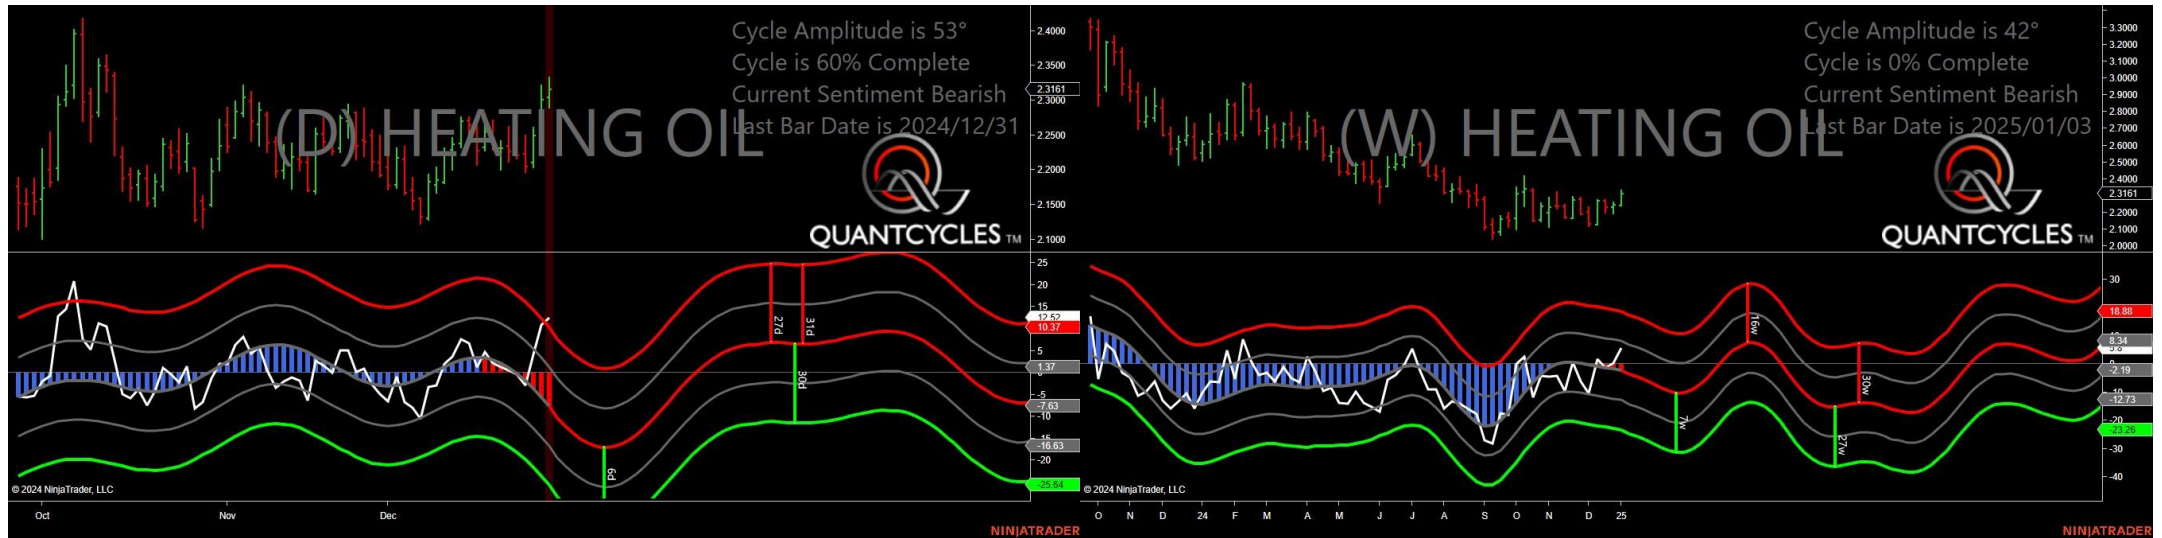 Cycle Amplitude is 53°
Cycle is 60% Complete
Current Sentiment Bearish
Last Bar Date is 2024/12/31
(D) HEATING OIL
QUANTCYCLES TM
2.4000
2.3500
2.3161
2.3000
2.2500
2.2000
2.1500
2.1000
25
20
15
12.52
10.37
5
1.37
-5
-7.63
-10
-16.63
-20
-25.64
27d
31d
30d
6d
© 2024 NinjaTrader, LLC
Oct
Nov
Dec
NINJATRADER
Cycle Amplitude is 42°
Cycle is 0% Complete
Current Sentiment Bearish
Last Bar Date is 2025/01/03
(W) HEATING OIL
QUANTCYCLES TM
3.3000
3.2000
3.1000
3.0000
2.9000
2.8000
2.7000
2.6000
2.5000
2.4000
2.3161
2.2000
2.1000
2.0000
30
18.88
8.34
-2.19
-12.73
-20
-23.26
-30
-40
16w
30w
7w
27w
© 2024 NinjaTrader, LLC
O N D 24 F M A M J J A S O N D 25
NINJATRADER